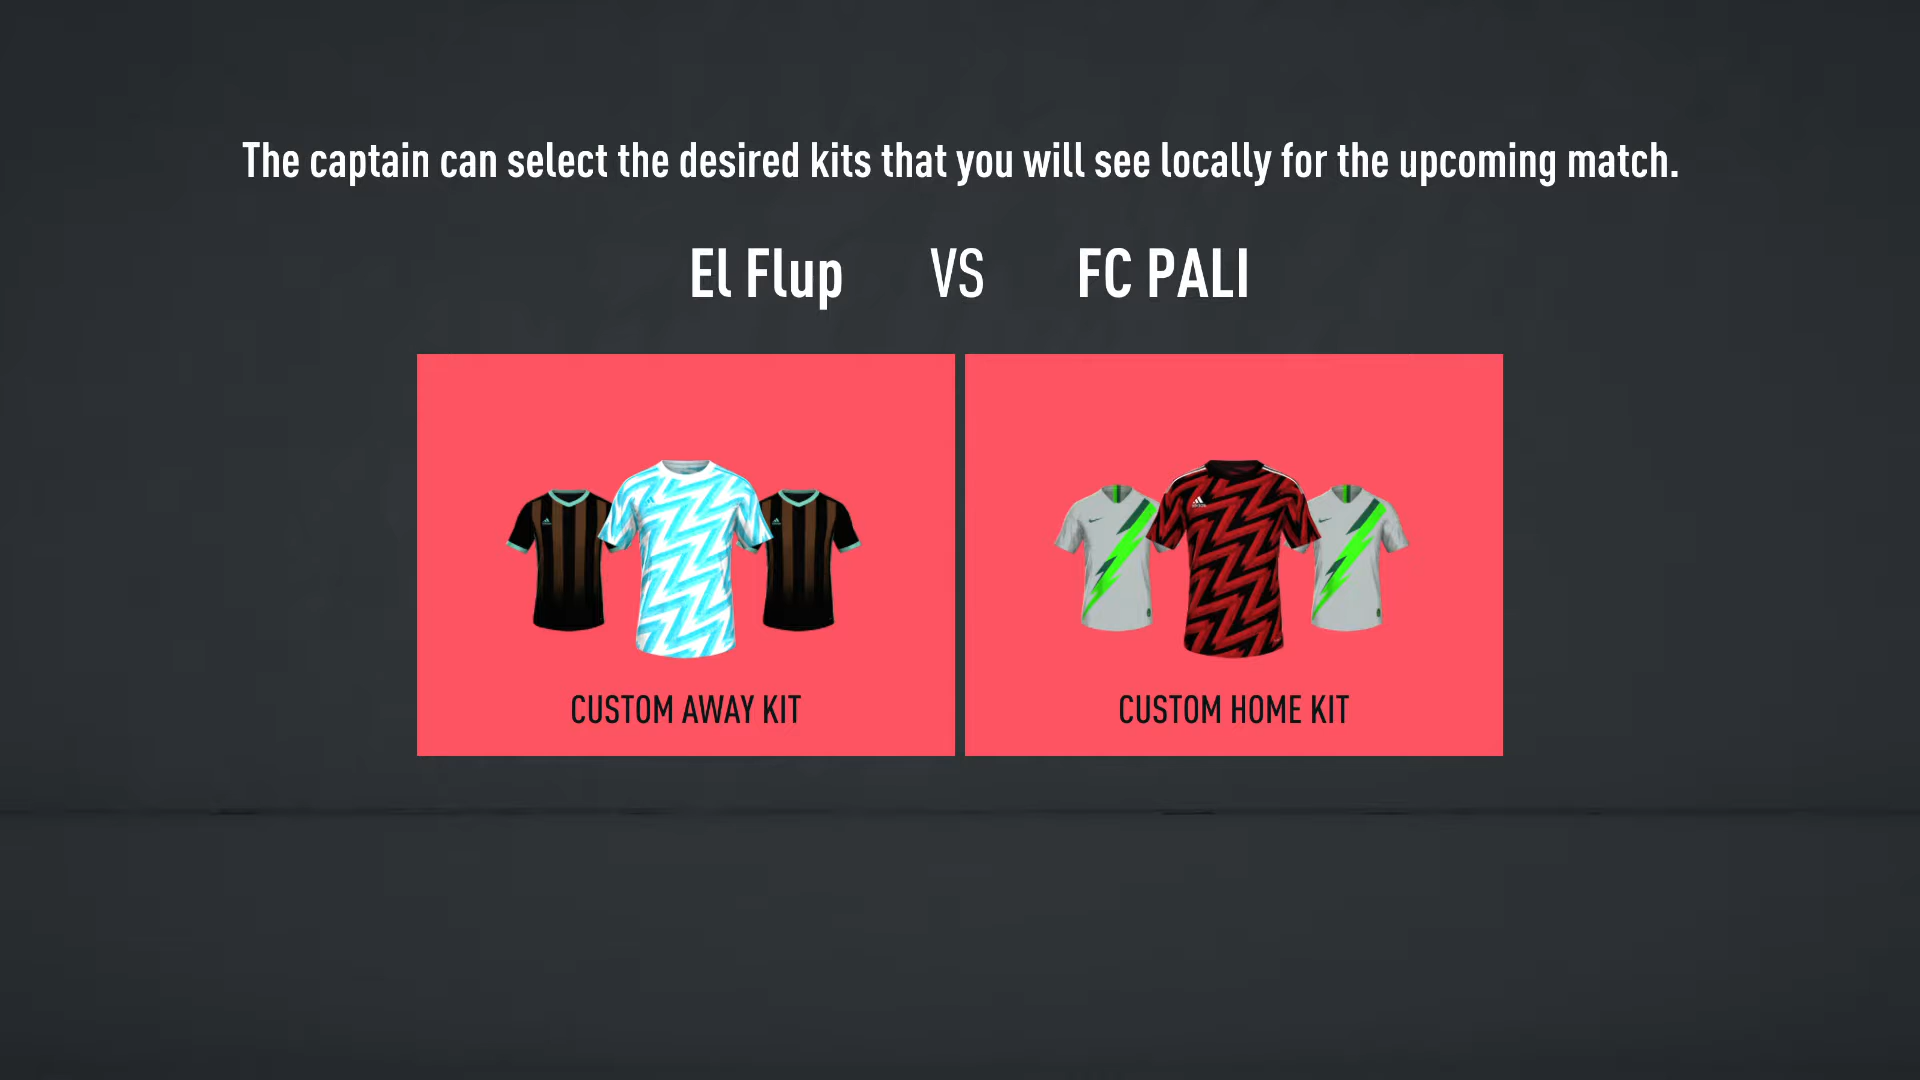 The captain can select the desired kits that you will see locally for the upcoming match.
El Flup VS FC PALI
CUSTOM AWAY KIT
CUSTOM HOME KIT